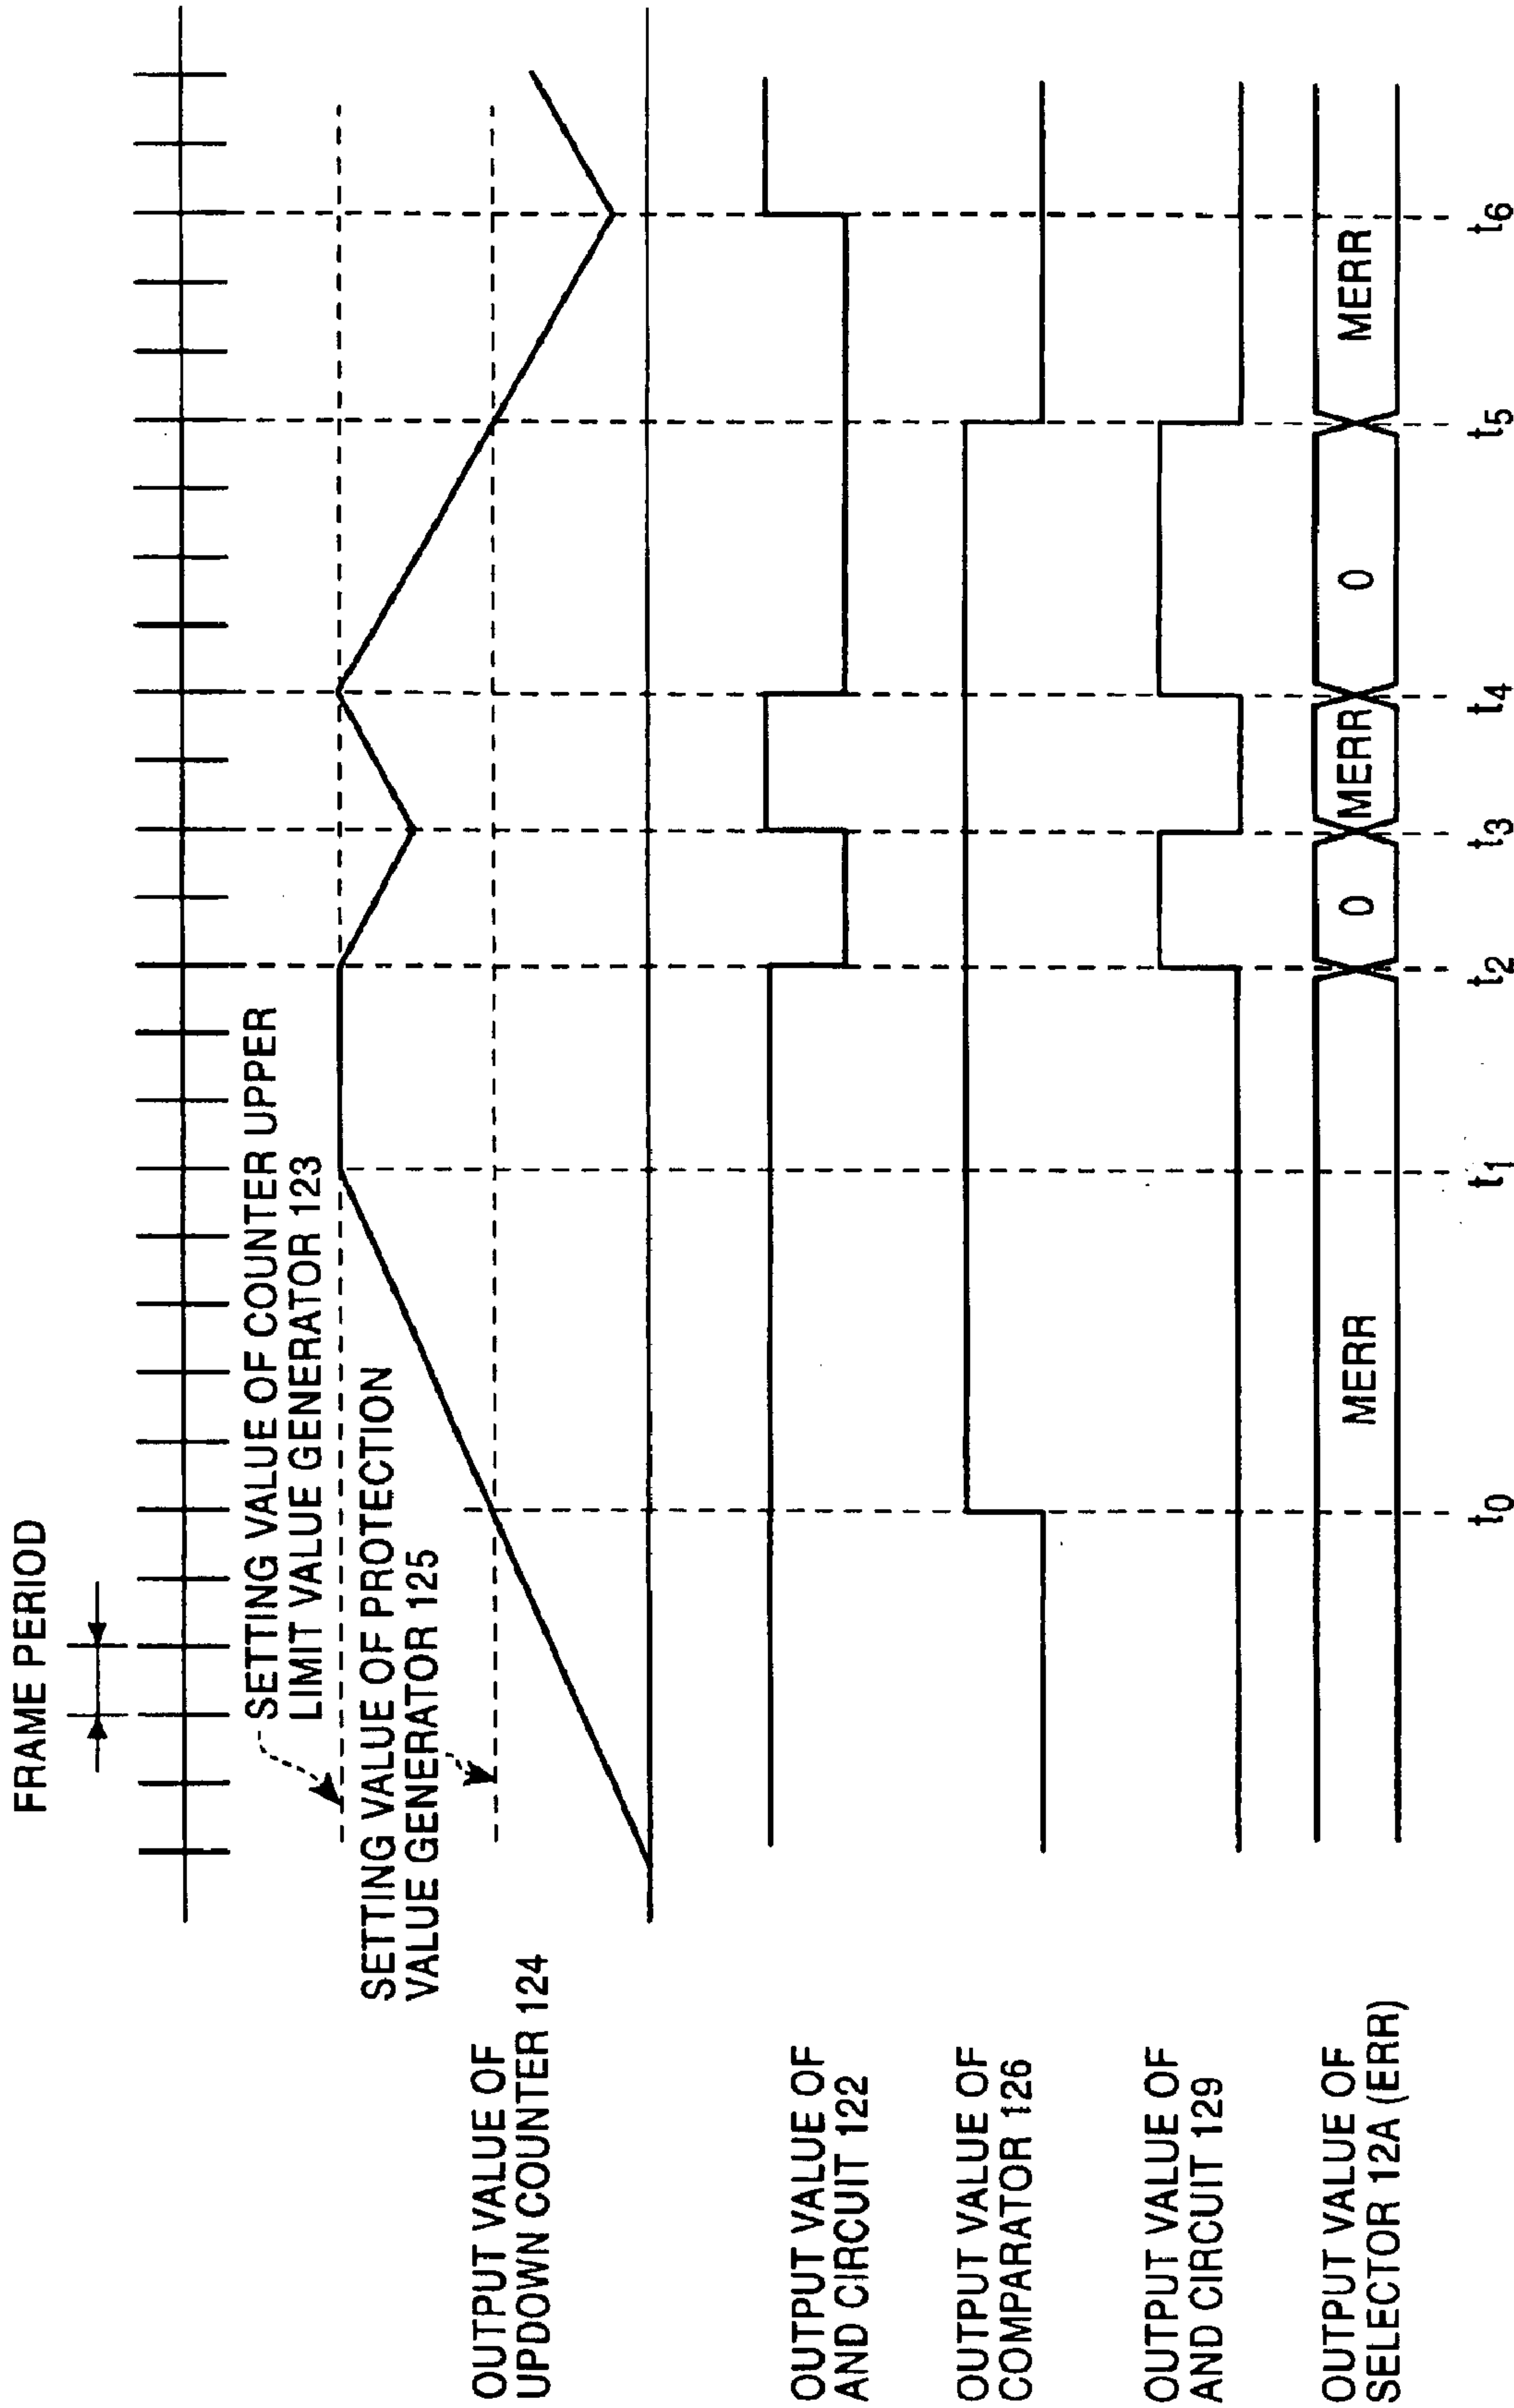 FRAME PERIOD
SETTING VALUE OF COUNTER UPPER
LIMIT VALUE GENERATOR 123
SETTING VALUE OF PROTECTION
VALUE GENERATOR 125
OUTPUT VALUE OF
UPDOWN COUNTER 124
OUTPUT VALUE OF
AND CIRCUIT 122
OUTPUT VALUE OF
COMPARATOR 126
OUTPUT VALUE OF
AND CIRCUIT 129
OUTPUT VALUE OF
SELECTOR 12A (ERR)
MERR 0 MERR 0 MERR
t0 t1 t2 t3 t4 t5 t6